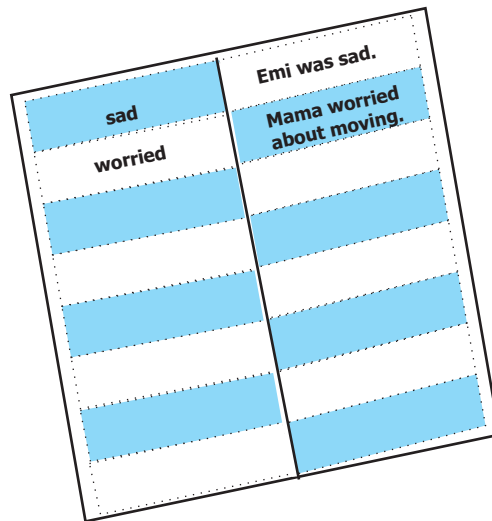 sad
Emi was sad.
worried
Mama worried
about moving.